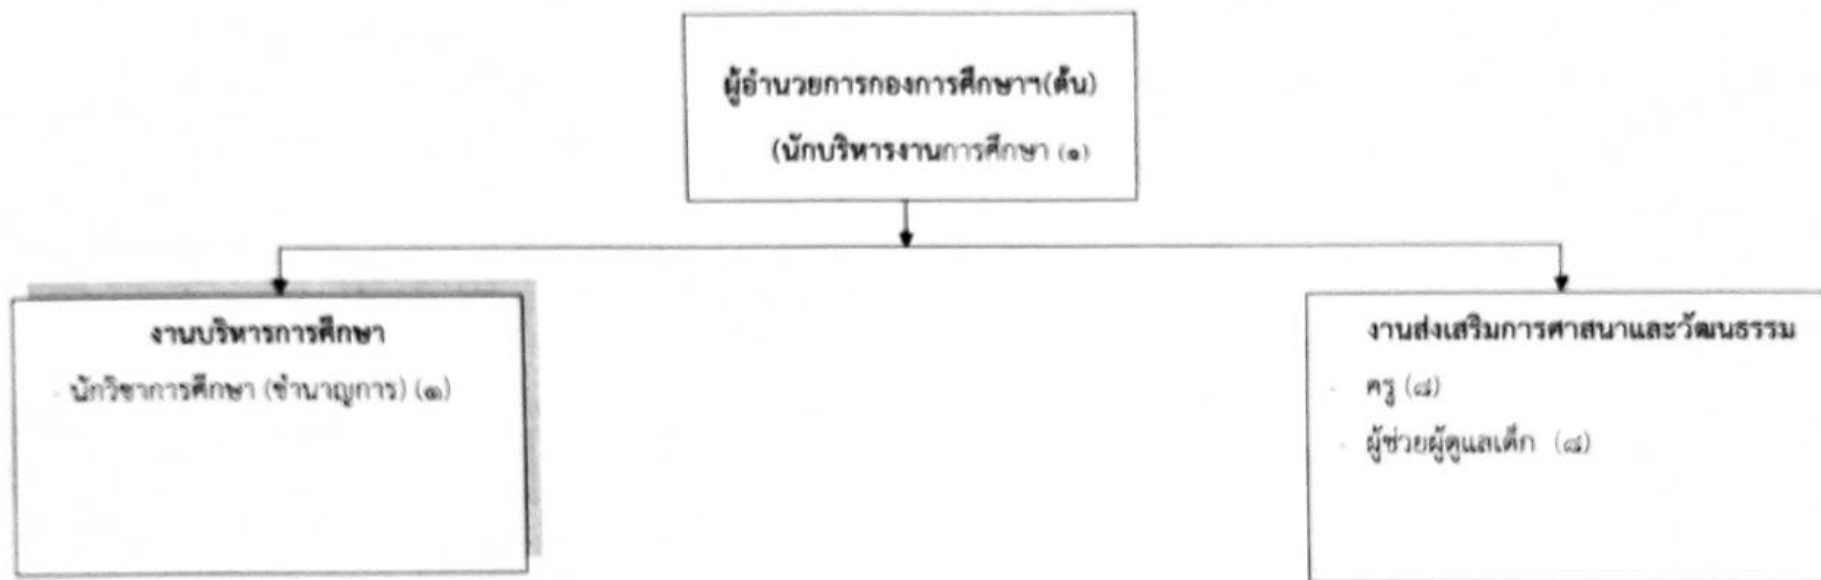 ผู้อำนวยการกองการศึกษาฯ(ต้น)
(นักบริหารงานการศึกษา (๑)
งานบริหารการศึกษา
- นักวิชาการศึกษา (ชำนาญการ) (๑)
งานส่งเสริมการศาสนาและวัฒนธรรม
- ครู (๘)
- ผู้ช่วยผู้ดูแลเด็ก (๘)